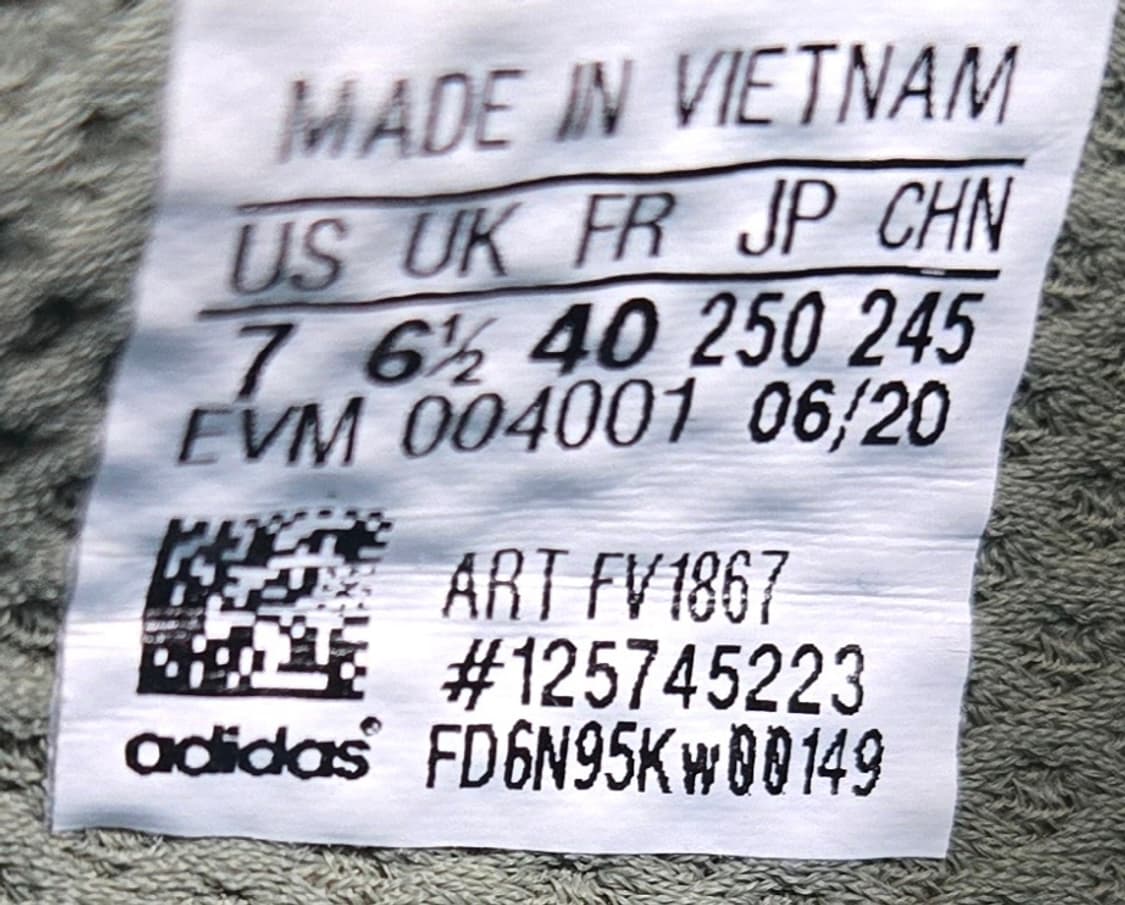 MADE IN VIETNAM
US UK FR JP CHN
7 6½ 40 250 245
EVM 004001 06/20
ART FV1867
#125745223
adidas® FD6N95Kw00149